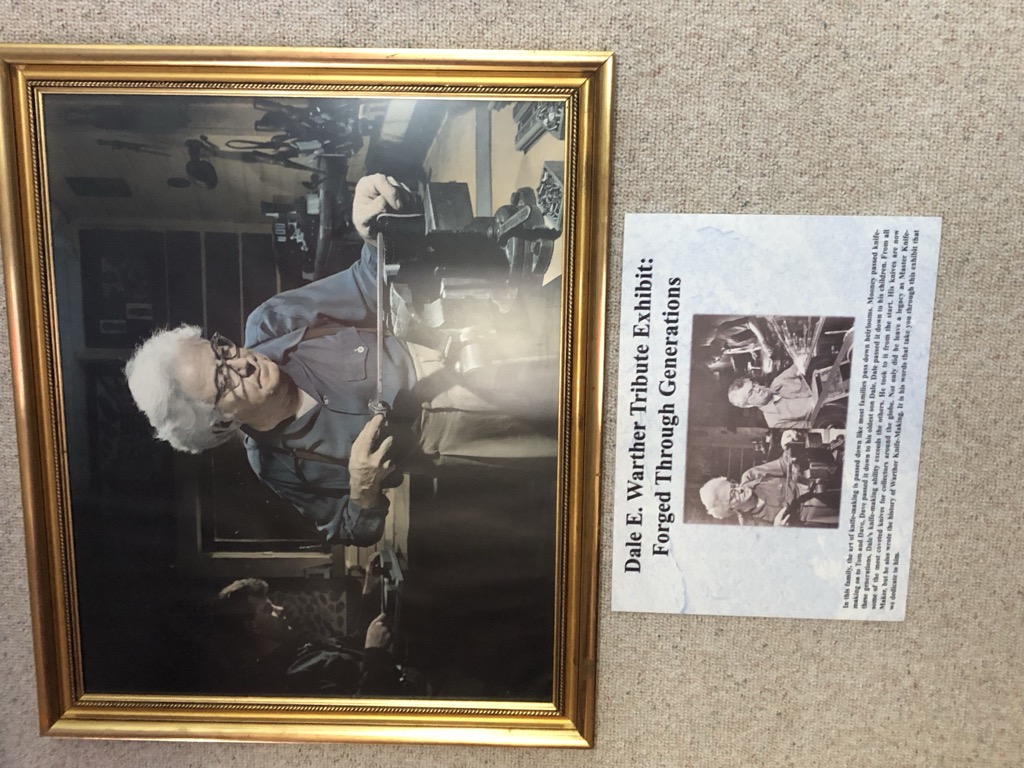 Dale E. Warther Tribute Exhibit:
Forged Through Generations
In this family, the art of knife-making is passed down like most families pass down heirlooms. Mooney passed knife-
making on to Tom and Dave, Dave passed it down to his oldest son Dale, Dale passed it down to his children. From all
these generations, Dale's knife-making ability exceeds the others. He took to it from the start. His knives are now
some of the most coveted knives for collectors around the globe. Not only did he leave a legacy as Master Knife-
Maker, but he also wrote the history of Warther Knife-Making. It is his words that take you through this exhibit that
we dedicate to him.